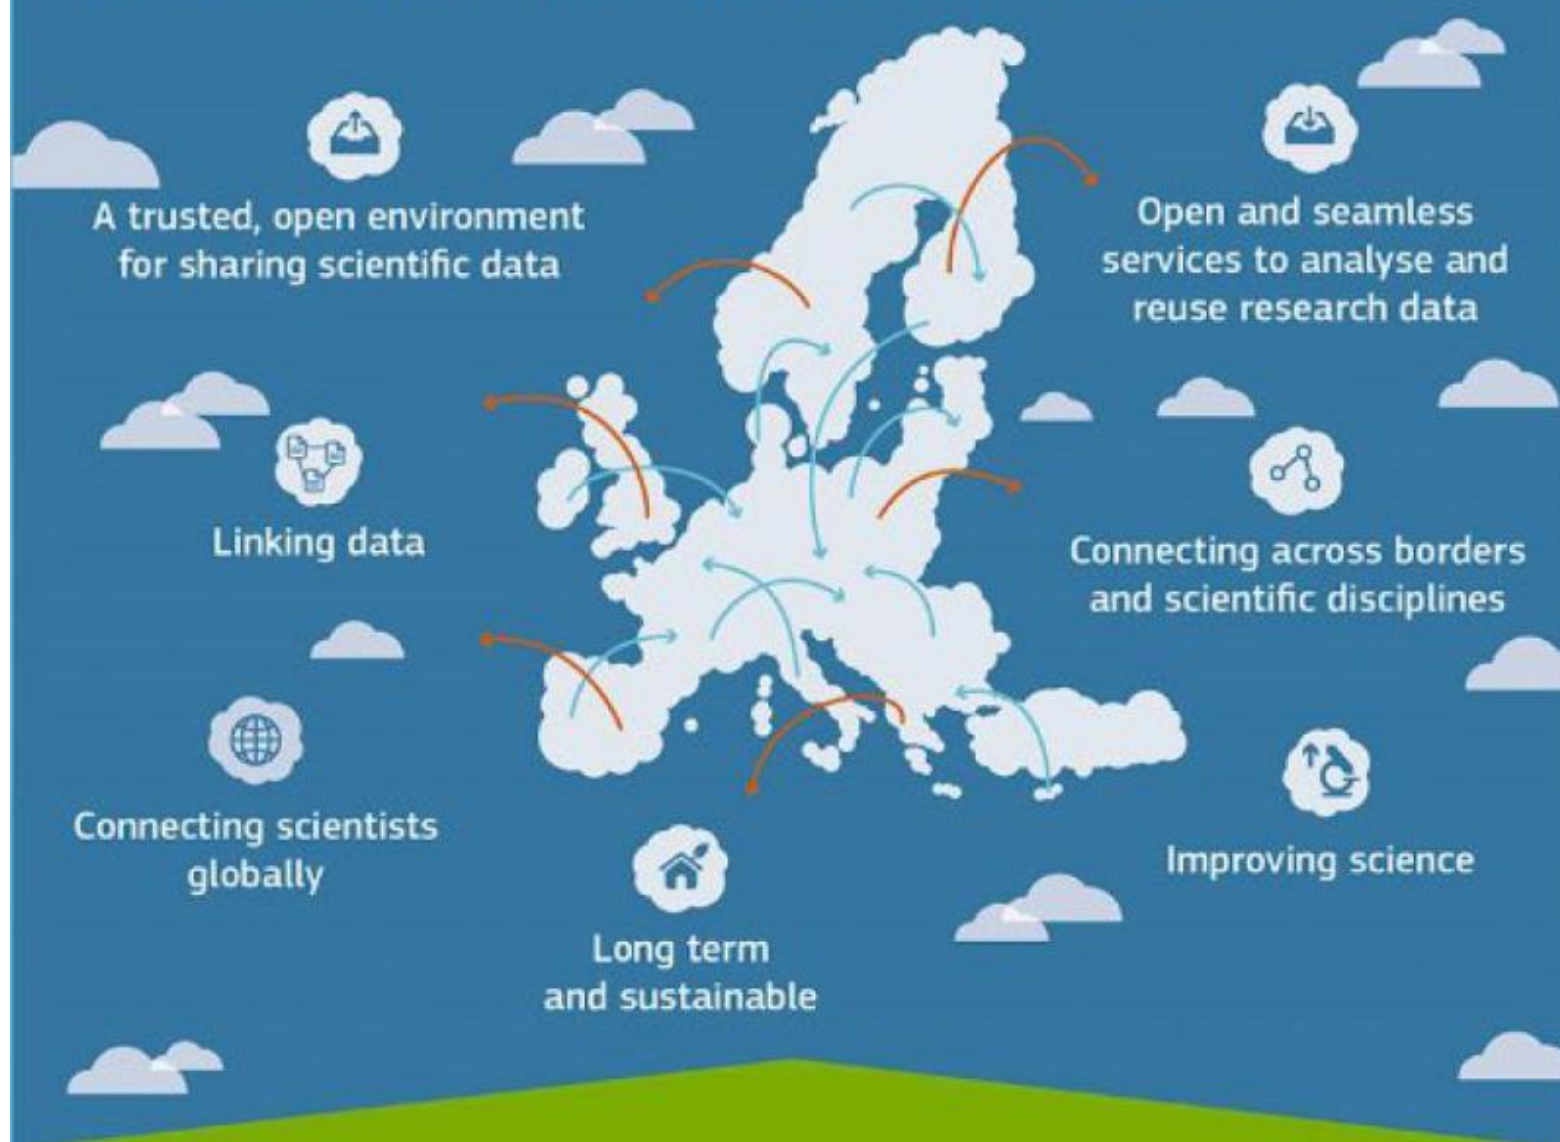 A trusted, open environment
for sharing scientific data
Open and seamless
services to analyse and
reuse research data
Linking data
Connecting across borders
and scientific disciplines
Connecting scientists
globally
Improving science
Long term
and sustainable